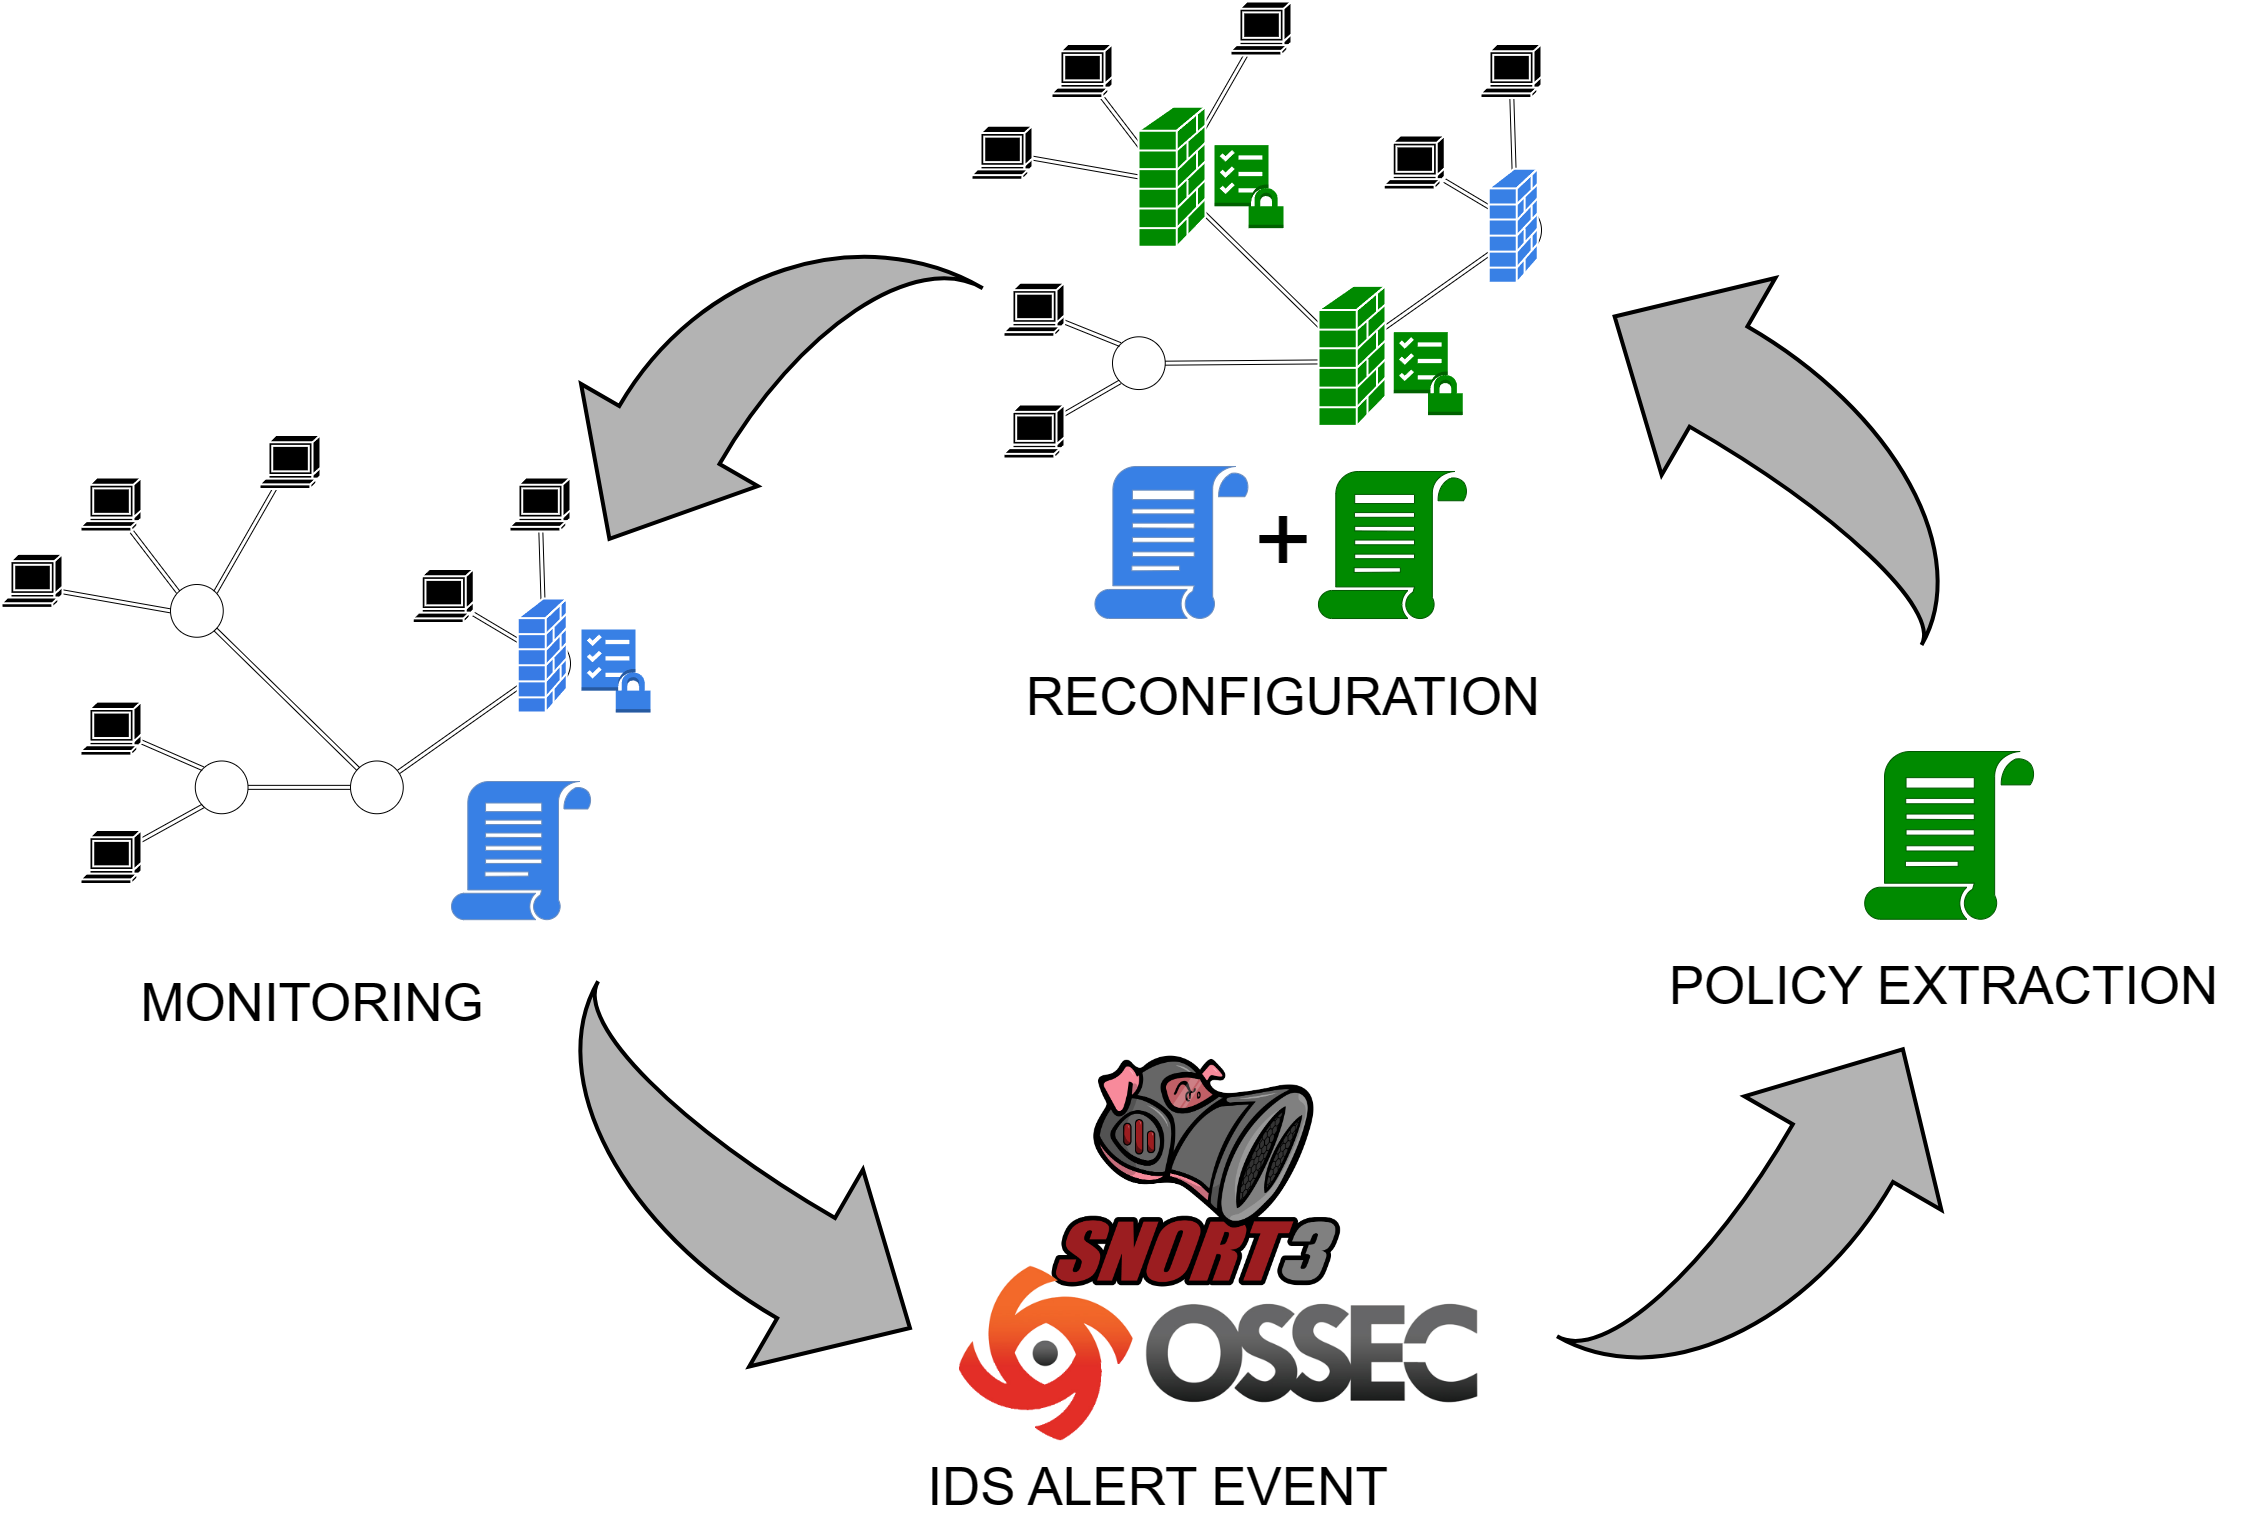 RECONFIGURATION
MONITORING
POLICY EXTRACTION
SNORT3
OSSEC
IDS ALERT EVENT